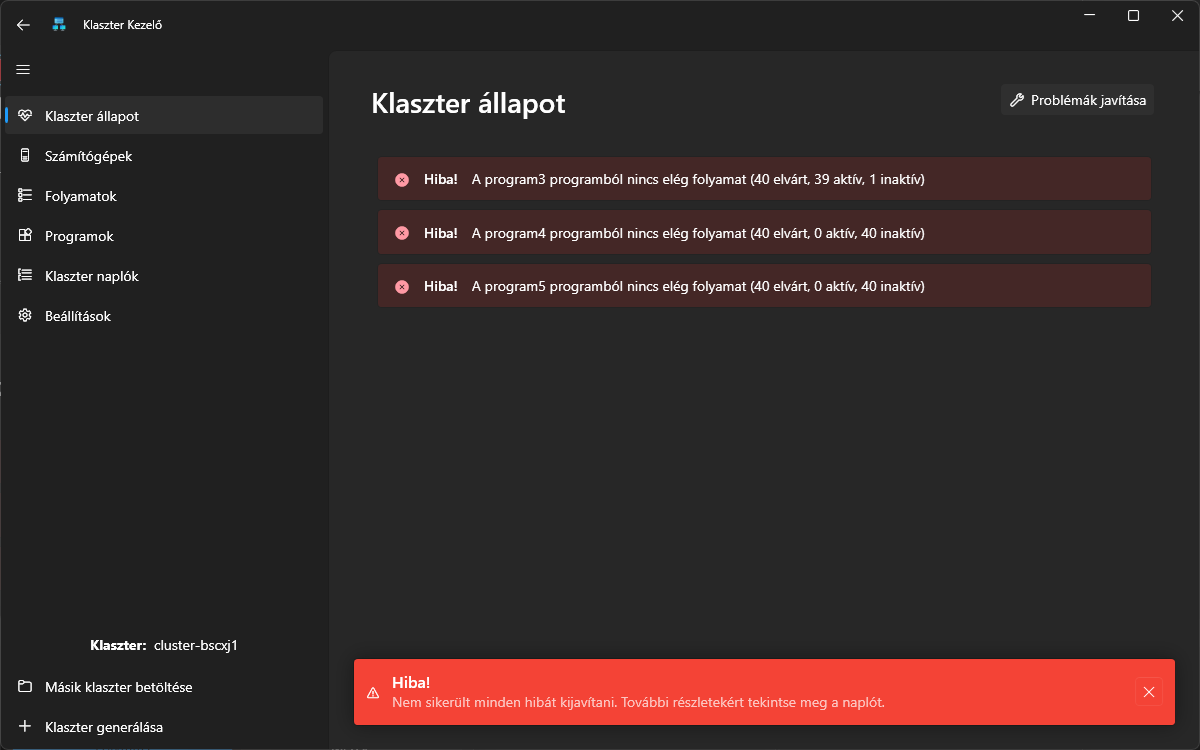 Klaszter Kezelő
Klaszter állapot
Számítógépek
Folyamatok
Programok
Klaszter naplók
Beállítások
Klaszter: cluster-bscxj1
Másik klaszter betöltése
Klaszter generálása
Klaszter állapot
Problémák javítása
Hiba! A program3 programból nincs elég folyamat (40 elvárt, 39 aktív, 1 inaktív)
Hiba! A program4 programból nincs elég folyamat (40 elvárt, 0 aktív, 40 inaktív)
Hiba! A program5 programból nincs elég folyamat (40 elvárt, 0 aktív, 40 inaktív)
Hiba!
Nem sikerült minden hibát kijavítani. További részletekért tekintse meg a naplót.